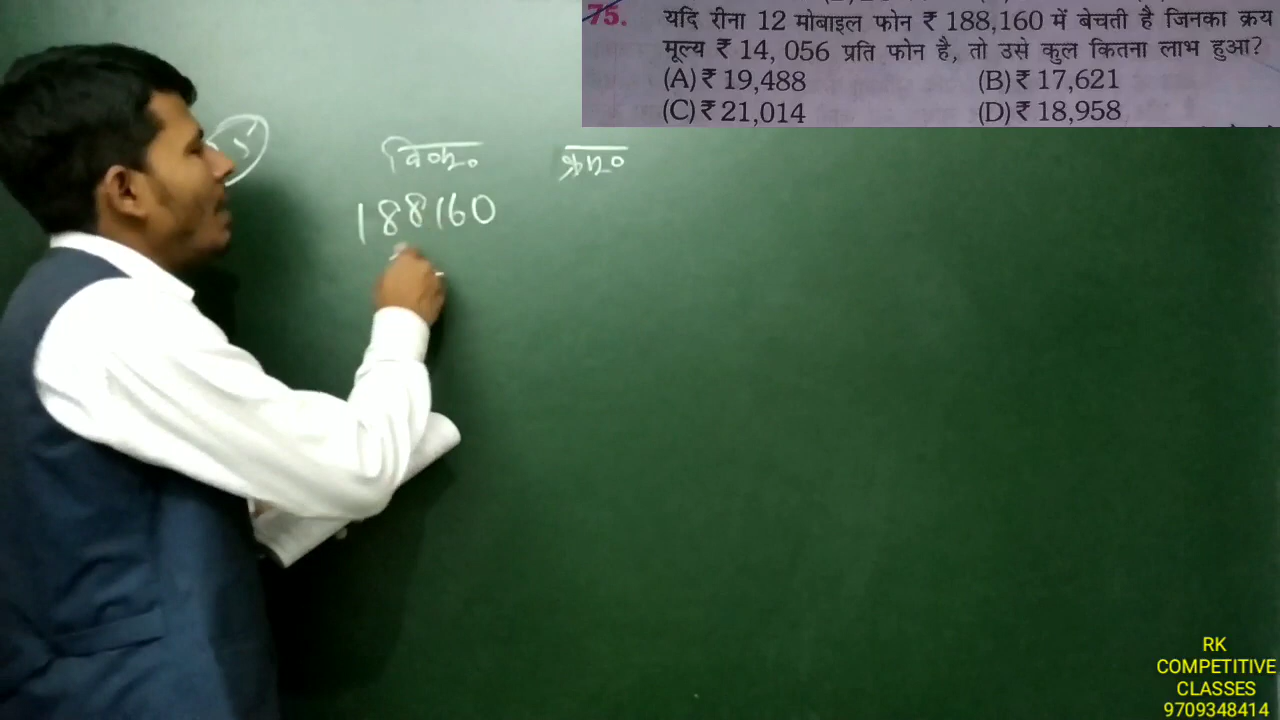 75. यदि रीना 12 मोबाइल फोन ₹ 188,160 में बेचती है जिनका क्रय
मूल्य ₹ 14, 056 प्रति फोन है, तो उसे कुल कितना लाभ हुआ?
(A) ₹ 19,488 (B) ₹ 17,621
(C) ₹ 21,014 (D) ₹ 18,958
वि०मू० क्र०मू०
188160
RK
COMPETITIVE
CLASSES
9709348414